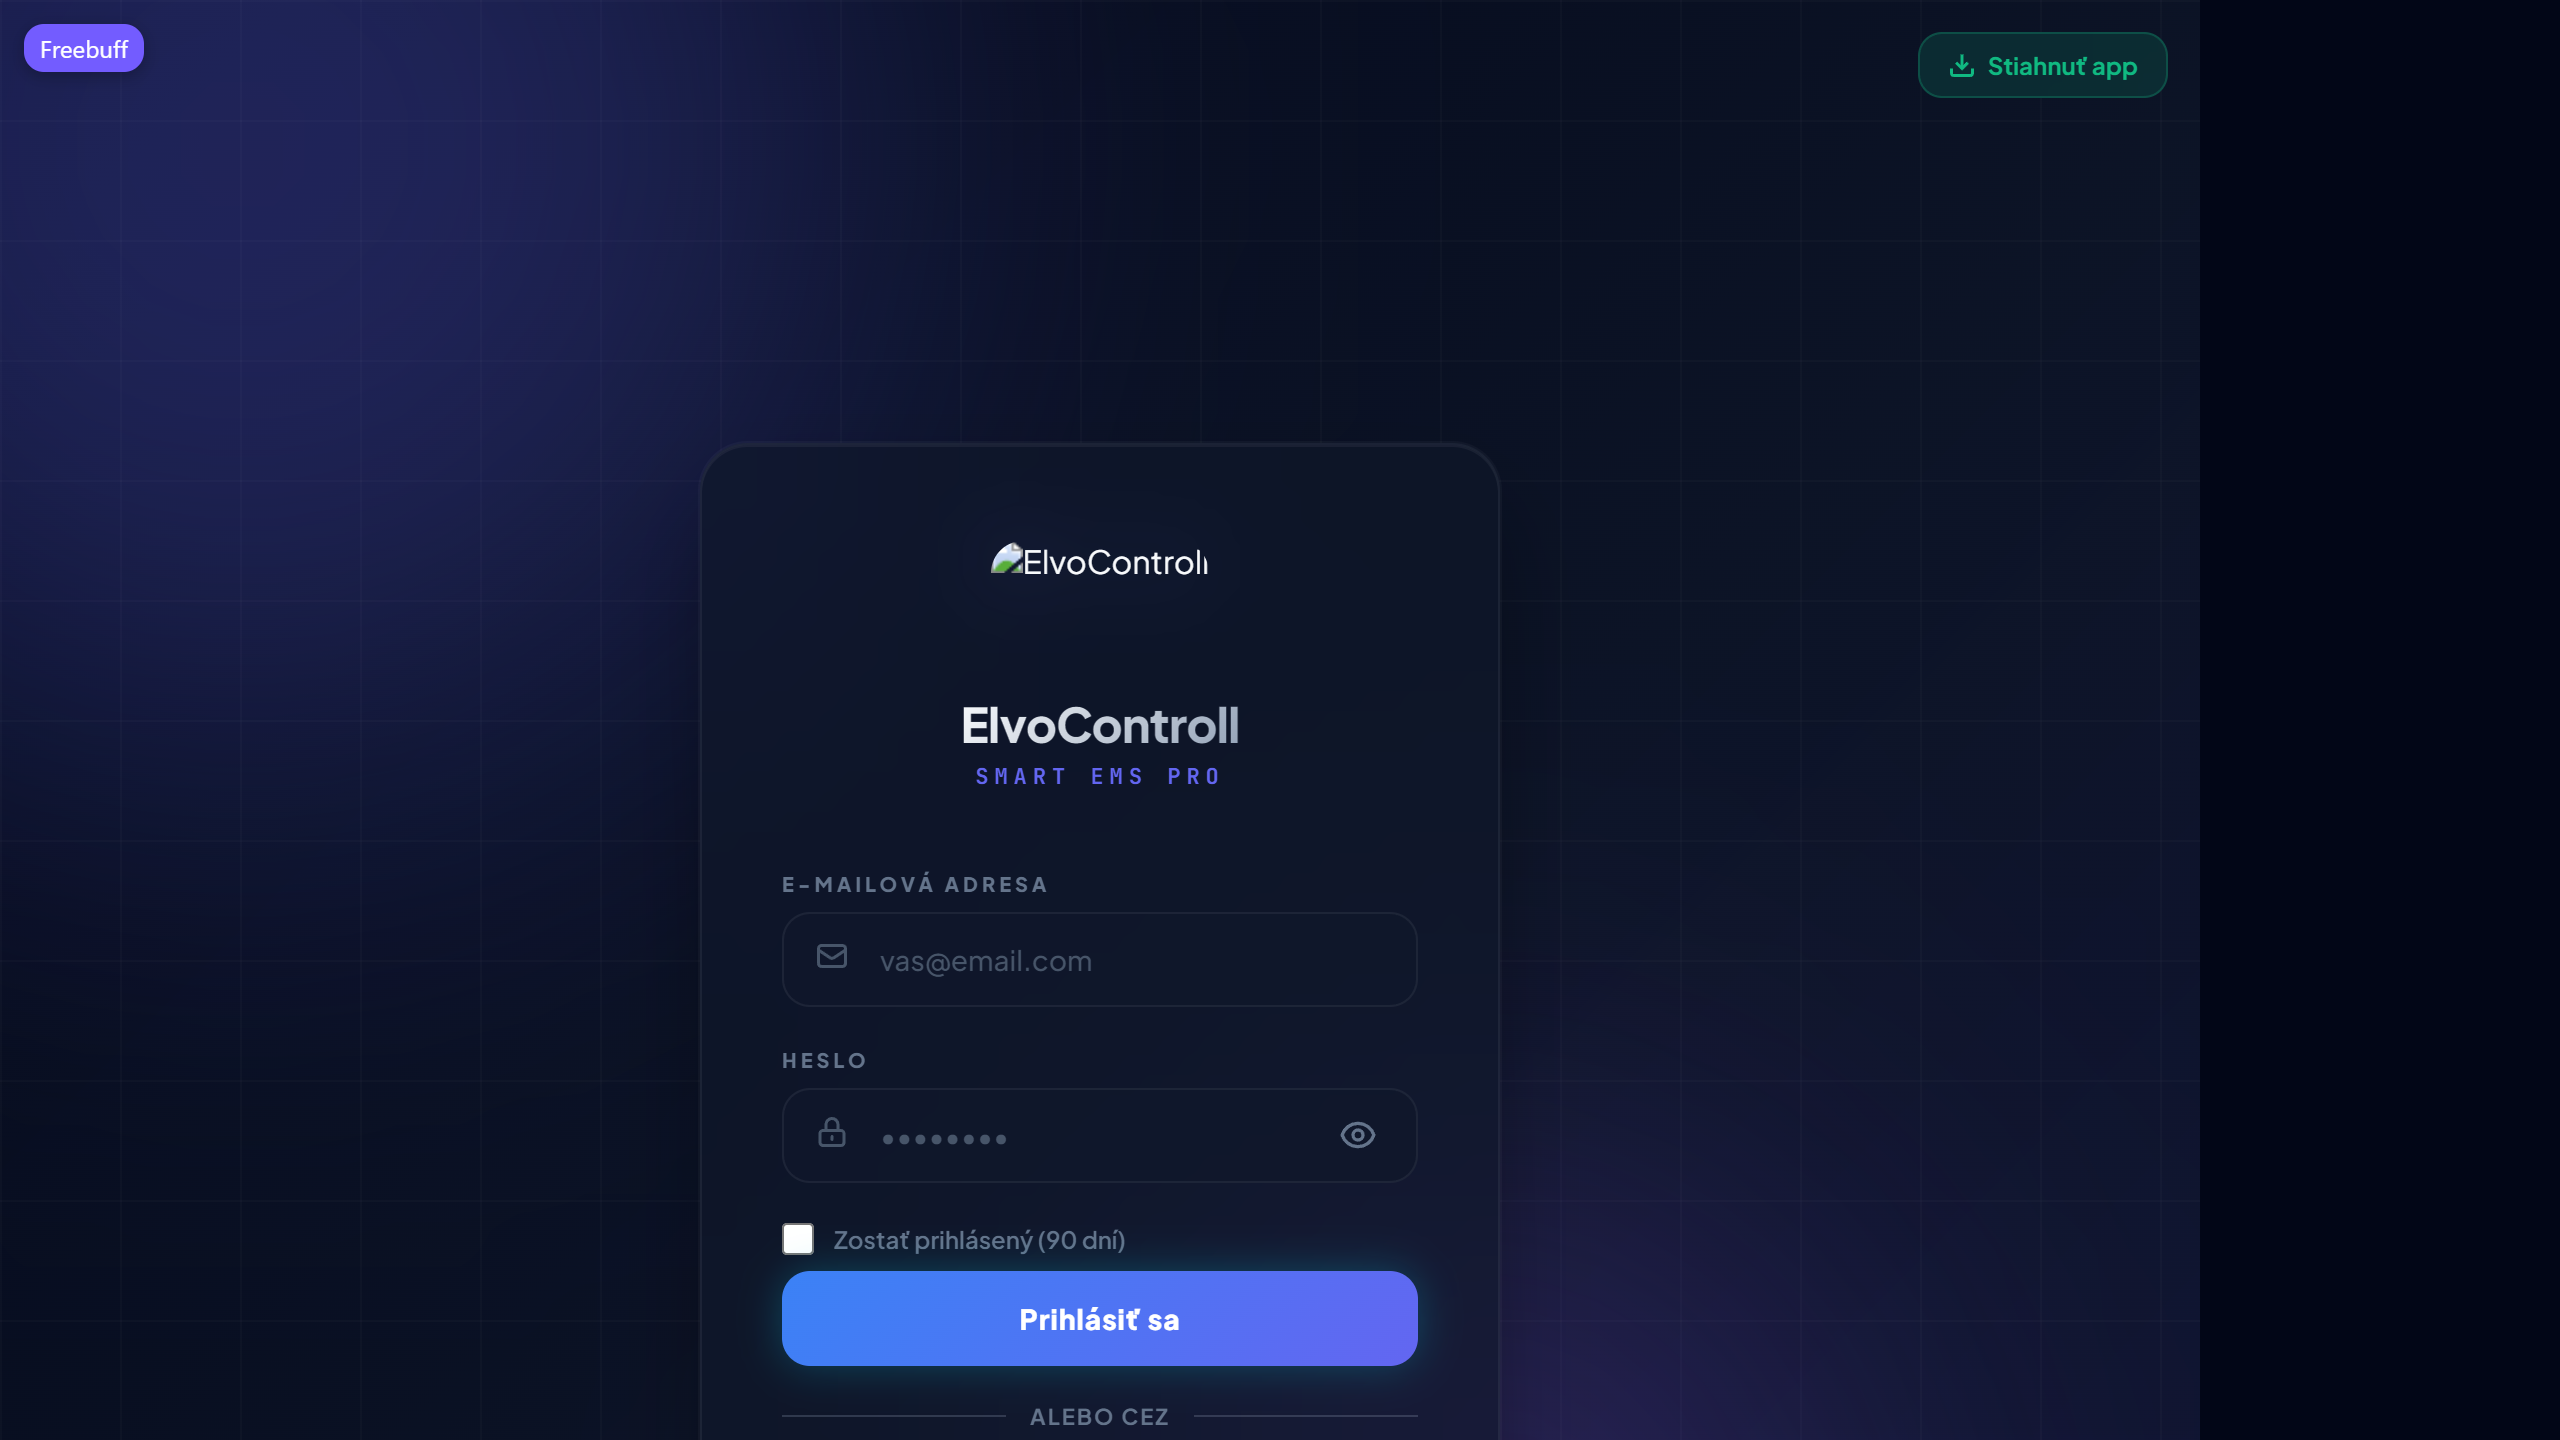 Freebuff
Stiahnuť app
ElvoControll
ElvoControll
SMART EMS PRO
E-MAILOVÁ ADRESA
vas@email.com
HESLO
••••••••
Zostať prihlásený (90 dní)
Prihlásiť sa
ALEBO CEZ